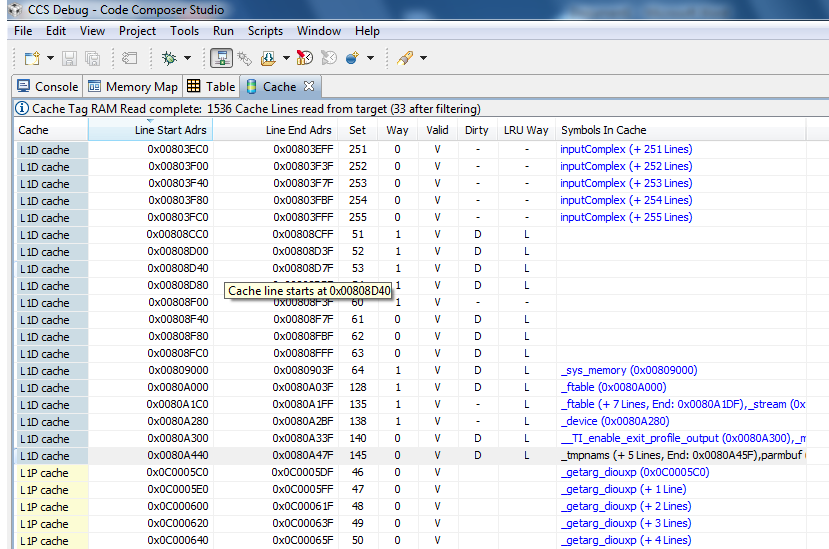 CCS Debug - Code Composer Studio
File Edit View Project Tools Run Scripts Window Help
Console Memory Map Table Cache
Cache Tag RAM Read complete: 1536 Cache Lines read from target (33 after filtering)
Cache Line Start Adrs Line End Adrs Set Way Valid Dirty LRU Way Symbols In Cache
L1D cache 0x00803EC0 0x00803EFF 251 0 V - - inputComplex (+ 251 Lines)
L1D cache 0x00803F00 0x00803F3F 252 0 V - - inputComplex (+ 252 Lines)
L1D cache 0x00803F40 0x00803F7F 253 0 V - - inputComplex (+ 253 Lines)
L1D cache 0x00803F80 0x00803FBF 254 0 V - - inputComplex (+ 254 Lines)
L1D cache 0x00803FC0 0x00803FFF 255 0 V - - inputComplex (+ 255 Lines)
L1D cache 0x00808CC0 0x00808CFF 51 1 V D L
L1D cache 0x00808D00 0x00808D3F 52 1 V D L
L1D cache 0x00808D40 0x00808D7F 53 1 V D L
L1D cache 0x00808D80 1 V D L
Cache line starts at 0x00808D40
L1D cache 0x00808F00 0x00808F3F 60 1 V - -
L1D cache 0x00808F40 0x00808F7F 61 1 V D L
L1D cache 0x00808F80 0x00808FBF 62 1 V D L
L1D cache 0x00808FC0 0x00808FFF 63 1 V D L
L1D cache 0x00809000 0x0080903F 64 1 V D L _sys_memory (0x00809000)
L1D cache 0x0080A000 0x0080A03F 128 1 V D L _ftable (0x0080A000)
L1D cache 0x0080A1C0 0x0080A1FF 135 1 V - L _ftable (+ 7 Lines, End: 0x0080A1DF),_stream (0x
L1D cache 0x0080A280 0x0080A2BF 138 1 V - L _device (0x0080A280)
L1D cache 0x0080A300 0x0080A33F 140 0 V D L __TI_enable_exit_profile_output (0x0080A300),_m
L1D cache 0x0080A440 0x0080A47F 145 0 V D L _tmpnams (+ 5 Lines, End: 0x0080A45F),parmbuf
L1P cache 0x0C0005C0 0x0C0005DF 46 0 V _getarg_diouxp (0x0C0005C0)
L1P cache 0x0C0005E0 0x0C0005FF 47 0 V _getarg_diouxp (+ 1 Line)
L1P cache 0x0C000600 0x0C00061F 48 0 V _getarg_diouxp (+ 2 Lines)
L1P cache 0x0C000620 0x0C00063F 49 0 V _getarg_diouxp (+ 3 Lines)
L1P cache 0x0C000640 0x0C00065F 50 0 V _getarg_diouxp (+ 4 Lines)